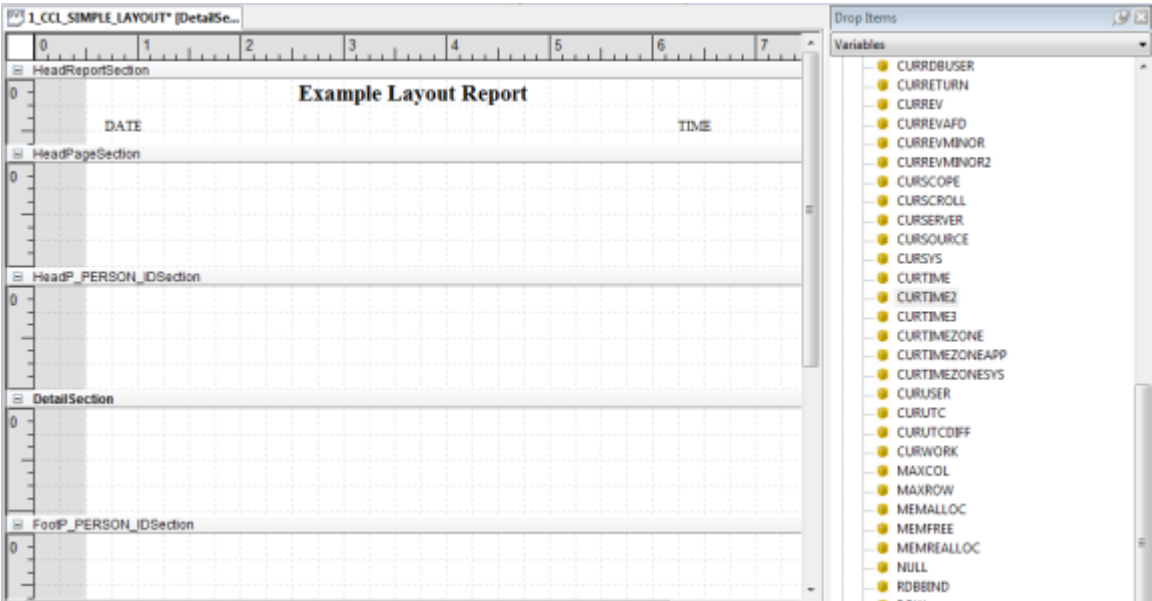 1_CCL_SIMPLE_LAYOUT* [DetailSe...
0 1 2 3 4 5 6 7
HeadReportSection
0
Example Layout Report
DATE TIME
HeadPageSection
0
HeadP_PERSON_IDSection
0
DetailSection
0
FootP_PERSON_IDSection
0
Drop Items
Variables
CURRDBUSER
CURRETURN
CURREV
CURREVAFD
CURREVMINOR
CURREVMINOR2
CURSCOPE
CURSCROLL
CURSERVER
CURSOURCE
CURSYS
CURTIME
CURTIME2
CURTIME3
CURTIMEZONE
CURTIMEZONEAPP
CURTIMEZONESYS
CURUSER
CURUTC
CURUTCDIFF
CURWORK
MAXCOL
MAXROW
MEMALLOC
MEMFREE
MEMREALLOC
NULL
RDBBIND